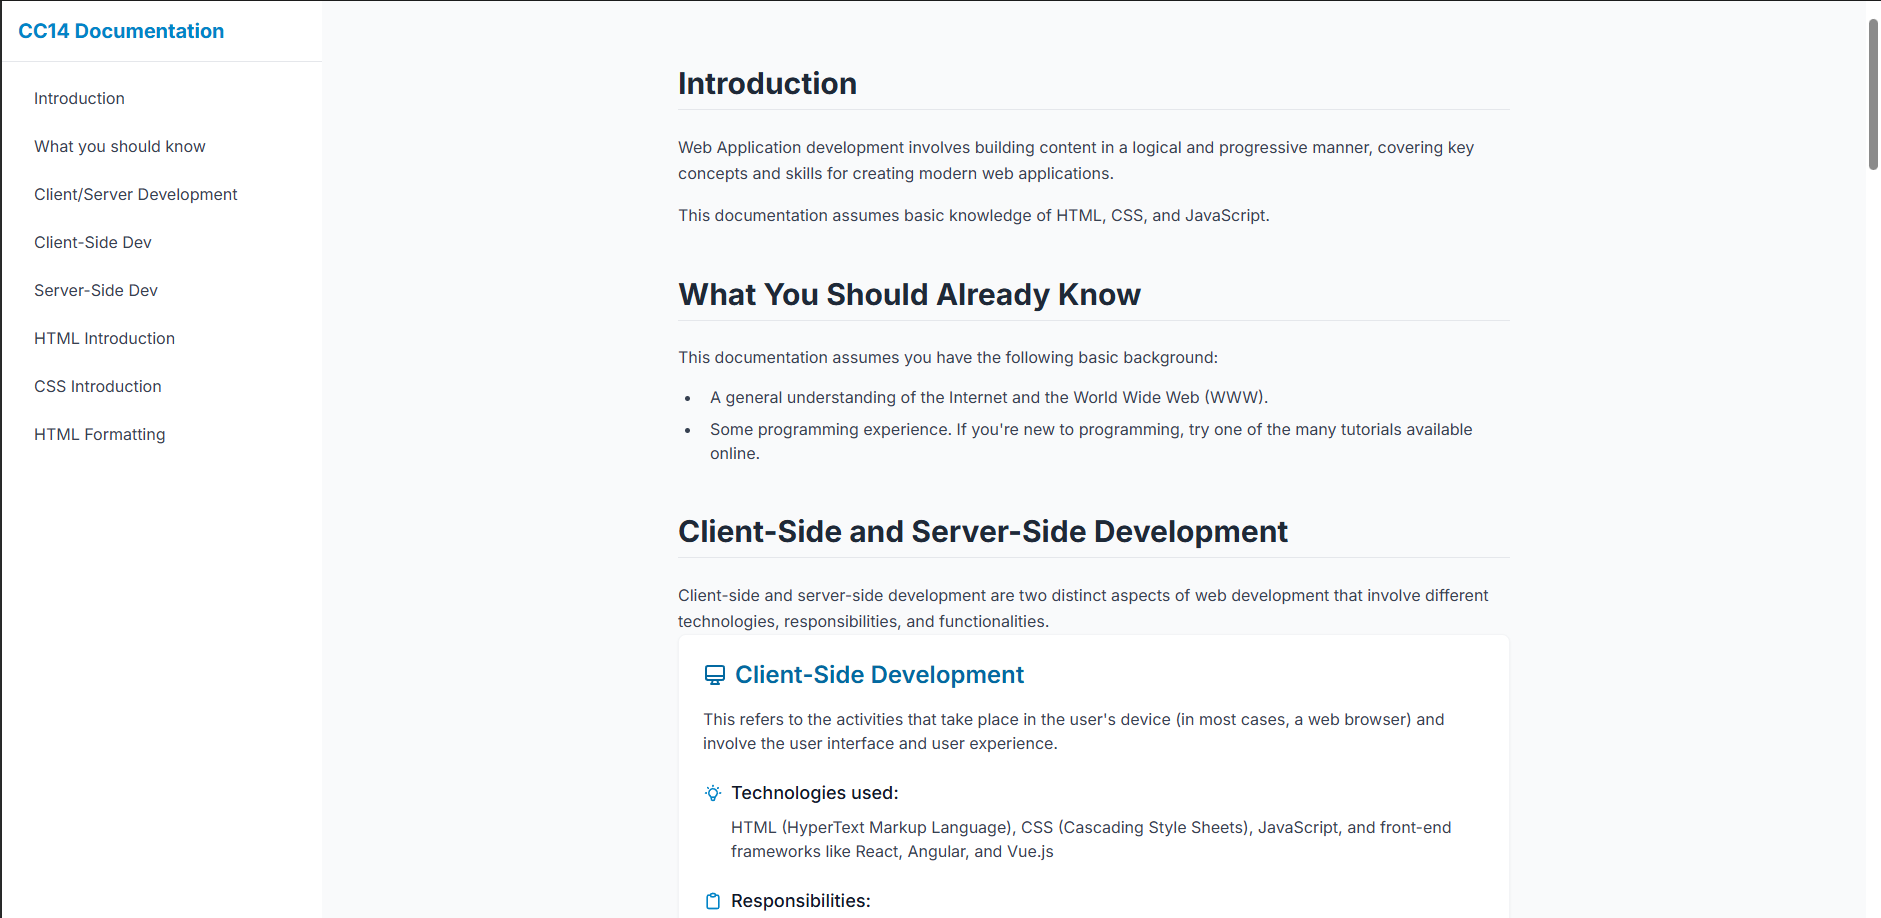 CC14 Documentation
Introduction
What you should know
Client/Server Development
Client-Side Dev
Server-Side Dev
HTML Introduction
CSS Introduction
HTML Formatting
Introduction
Web Application development involves building content in a logical and progressive manner, covering key
concepts and skills for creating modern web applications.
This documentation assumes basic knowledge of HTML, CSS, and JavaScript.
What You Should Already Know
This documentation assumes you have the following basic background:
• A general understanding of the Internet and the World Wide Web (WWW).
• Some programming experience. If you're new to programming, try one of the many tutorials available
online.
Client-Side and Server-Side Development
Client-side and server-side development are two distinct aspects of web development that involve different
technologies, responsibilities, and functionalities.
Client-Side Development
This refers to the activities that take place in the user's device (in most cases, a web browser) and
involve the user interface and user experience.
Technologies used:
HTML (HyperText Markup Language), CSS (Cascading Style Sheets), JavaScript, and front-end
frameworks like React, Angular, and Vue.js
Responsibilities: